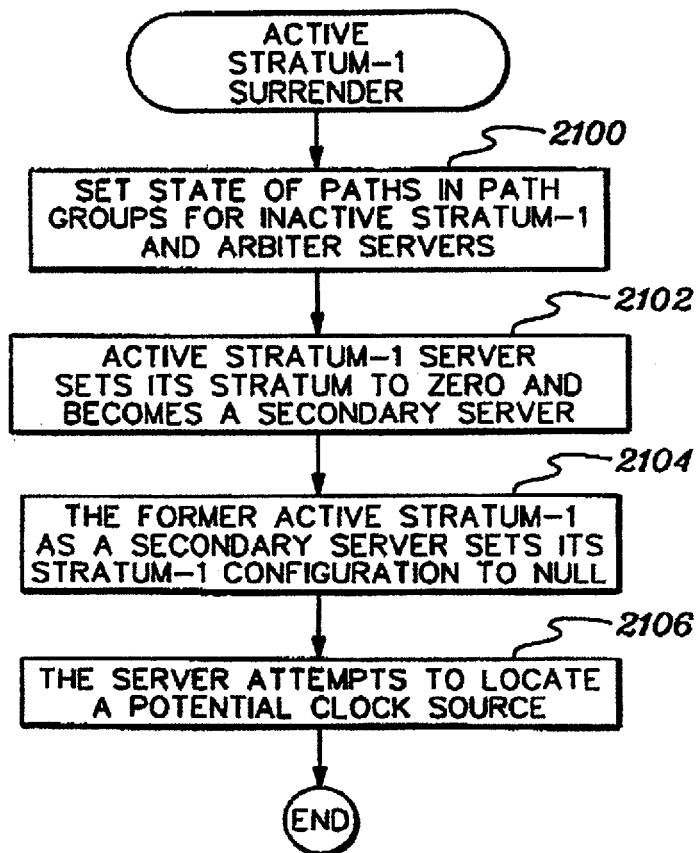 ACTIVE
STRATUM-1
SURRENDER
2100
SET STATE OF PATHS IN PATH
GROUPS FOR INACTIVE STRATUM-1
AND ARBITER SERVERS
2102
ACTIVE STRATUM-1 SERVER
SETS ITS STRATUM TO ZERO AND
BECOMES A SECONDARY SERVER
2104
THE FORMER ACTIVE STRATUM-1
AS A SECONDARY SERVER SETS ITS
STRATUM-1 CONFIGURATION TO NULL
2106
THE SERVER ATTEMPTS TO LOCATE
A POTENTIAL CLOCK SOURCE
END